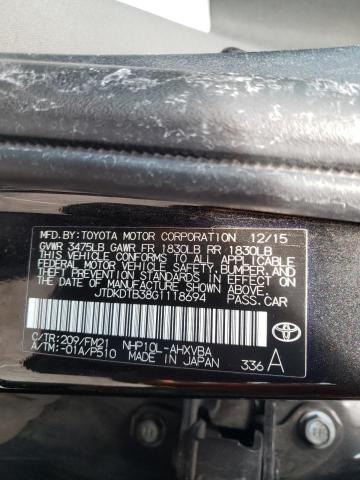 MFD.BY:TOYOTA MOTOR CORPORATION 12/15
GVWR 3475LB GAWR FR 1830LB RR 1830LB
THIS VEHICLE CONFORMS TO ALL APPLICABLE
FEDERAL MOTOR VEHICLE SAFETY, BUMPER, AND
THEFT PREVENTION STANDARDS IN EFFECT ON
THE DATE OF MANUFACTURE SHOWN ABOVE.
JTDKDTB38G1118694 PASS.CAR
C/TR:209/FM21 NHP10L-AHXVBA
A/TM:-01A/P510 MADE IN JAPAN 336 A
TOYOTA